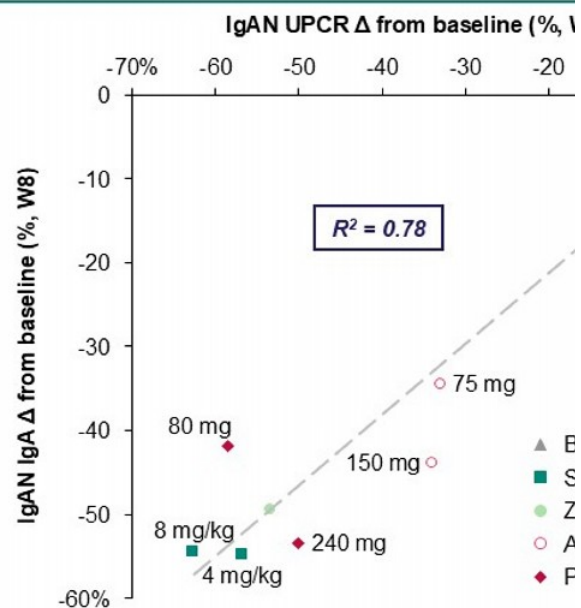 IgAN UPCR Δ from baseline (%, W
-70% -60 -50 -40 -30 -20
0
-10
-20
-30
-40
-50
-60%
IgAN IgA Δ from baseline (%, W8)
R² = 0.78
75 mg
80 mg
150 mg
8 mg/kg
240 mg
4 mg/kg
B
S
Z
A